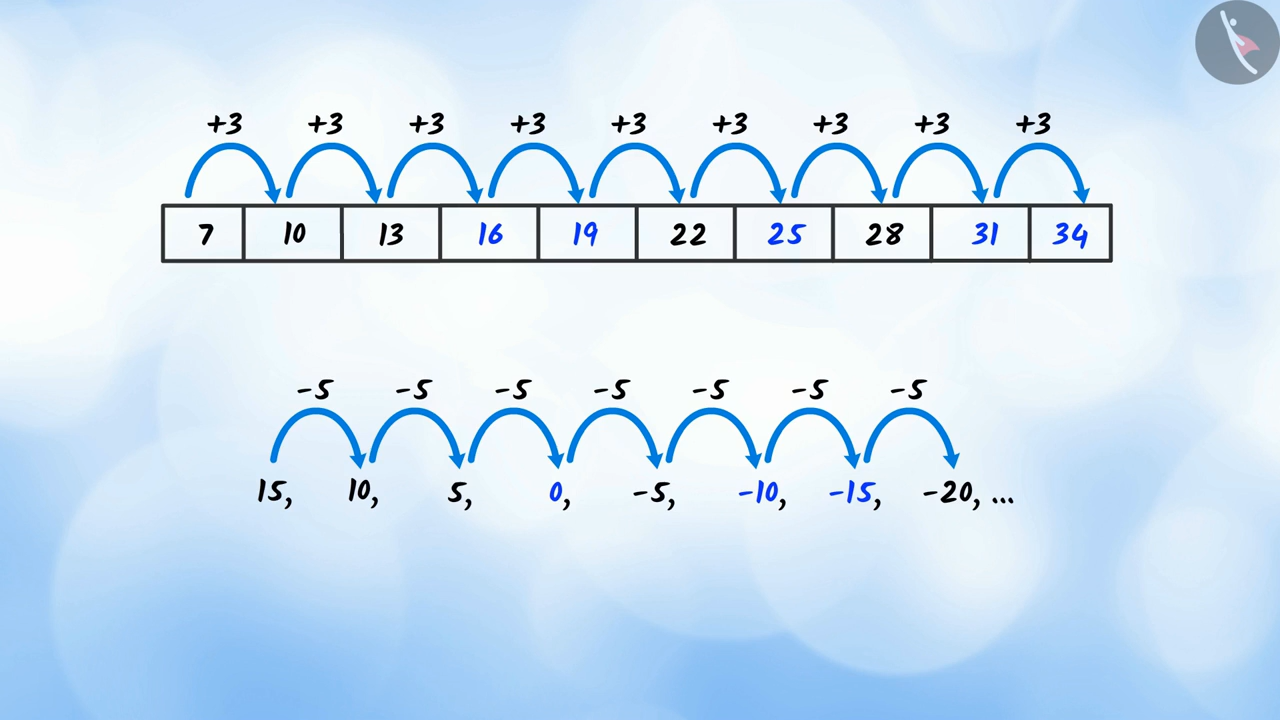 +3 +3 +3 +3 +3 +3 +3 +3 +3
7 10 13 16 19 22 25 28 31 34
-5 -5 -5 -5 -5 -5 -5
15, 10, 5, 0, -5, -10, -15, -20, ...